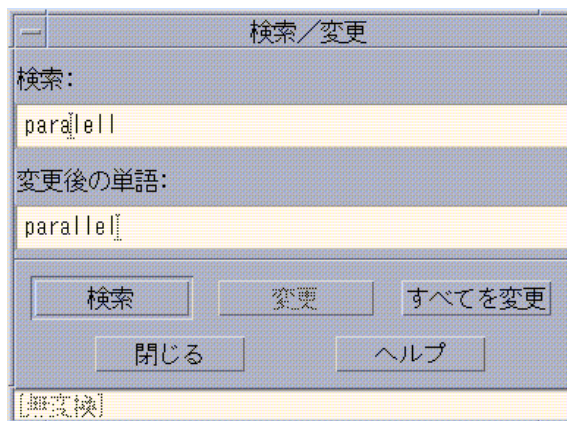 検索／変更
検索:
paralell
変更後の単語:
parallel
検索 変更 すべてを変更
閉じる ヘルプ
[無変換]